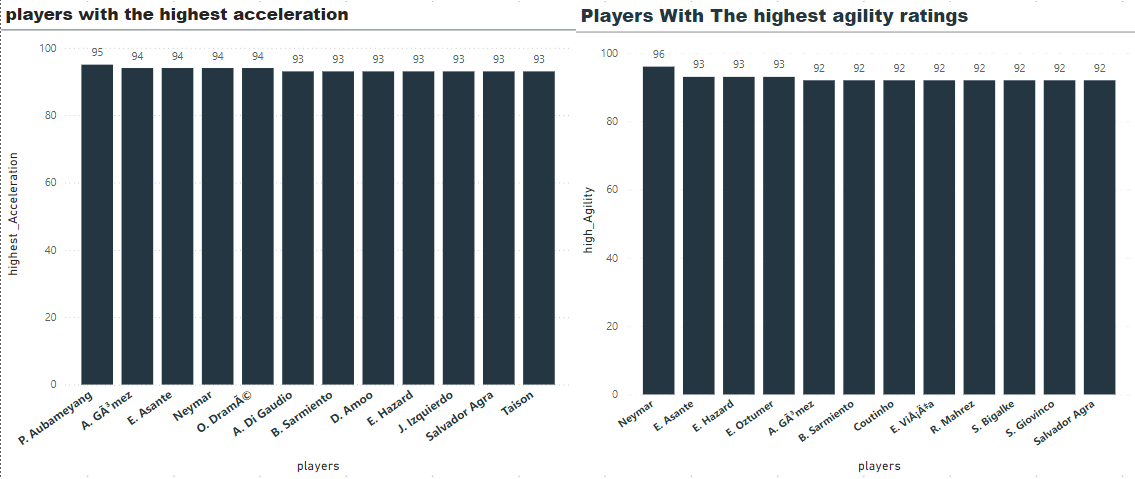 players with the highest acceleration
highest _Acceleration
100
80
60
40
20
0
95
94
94
94
94
93
93
93
93
93
93
93
P. Aubameyang
A. GÃ³mez
E. Asante
Neymar
O. DramÃ©
A. Di Gaudio
B. Sarmiento
D. Amoo
E. Hazard
J. Izquierdo
Salvador Agra
Taison
players
Players With The highest agility ratings
high_Agility
100
80
60
40
20
0
96
93
93
93
92
92
92
92
92
92
92
92
Neymar
E. Asante
E. Hazard
E. Oztumer
A. GÃ³mez
B. Sarmiento
Coutinho
R. Mahrez
S. Bigalke
S. Giovinco
Salvador Agra
players